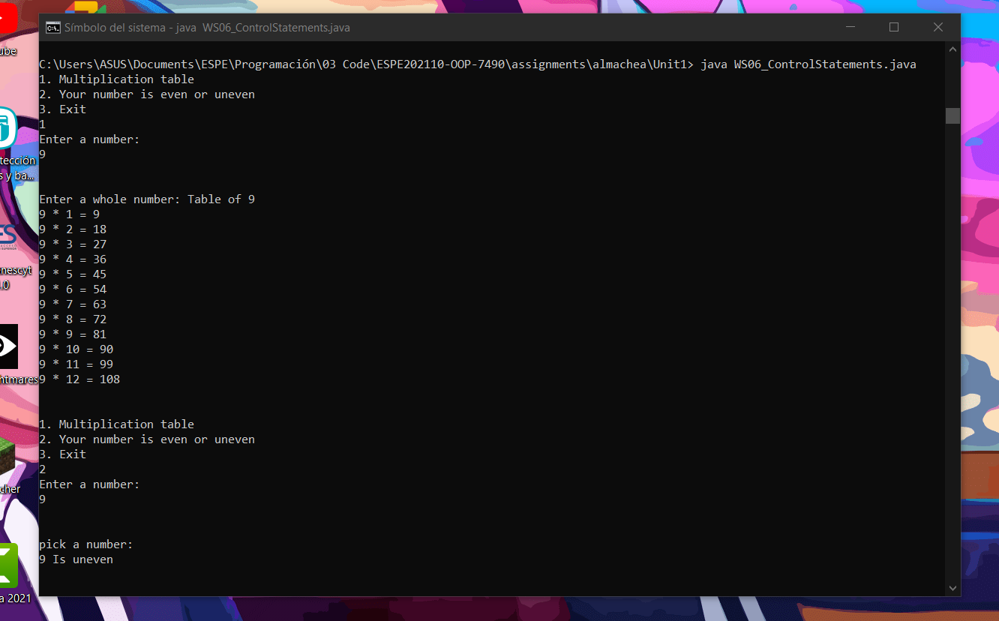 Símbolo del sistema - java  WS06_ControlStatements.java
C:\Users\ASUS\Documents\ESPE\Programación\03 Code\ESPE202110-OOP-7490\assignments\almachea\Unit1> java WS06_ControlStatements.java
1. Multiplication table
2. Your number is even or uneven
3. Exit
1
Enter a number:
9
Enter a whole number: Table of 9
9 * 1 = 9
9 * 2 = 18
9 * 3 = 27
9 * 4 = 36
9 * 5 = 45
9 * 6 = 54
9 * 7 = 63
9 * 8 = 72
9 * 9 = 81
9 * 10 = 90
9 * 11 = 99
9 * 12 = 108
1. Multiplication table
2. Your number is even or uneven
3. Exit
2
Enter a number:
9
pick a number:
9 Is uneven
ube
tección
s y ba...
nescyt
.0
htmares
cher
a 2021